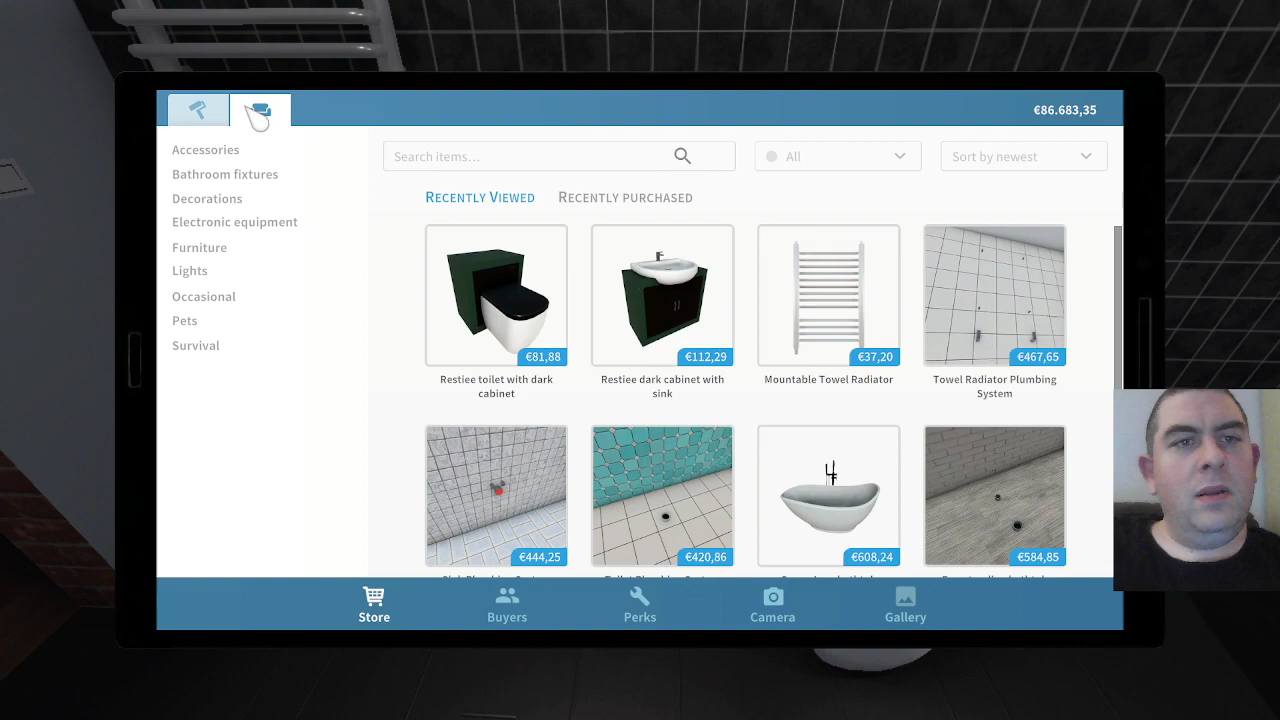 €86.683,35
Accessories
Bathroom fixtures
Decorations
Electronic equipment
Furniture
Lights
Occasional
Pets
Survival
Search items...
All
Sort by newest
RECENTLY VIEWED
RECENTLY PURCHASED
€81,88
Restiee toilet with dark
cabinet
€112,29
Restiee dark cabinet with
sink
€37,20
Mountable Towel Radiator
€467,65
Towel Radiator Plumbing
System
€444,25
€420,86
€608,24
€584,85
Store
Buyers
Perks
Camera
Gallery